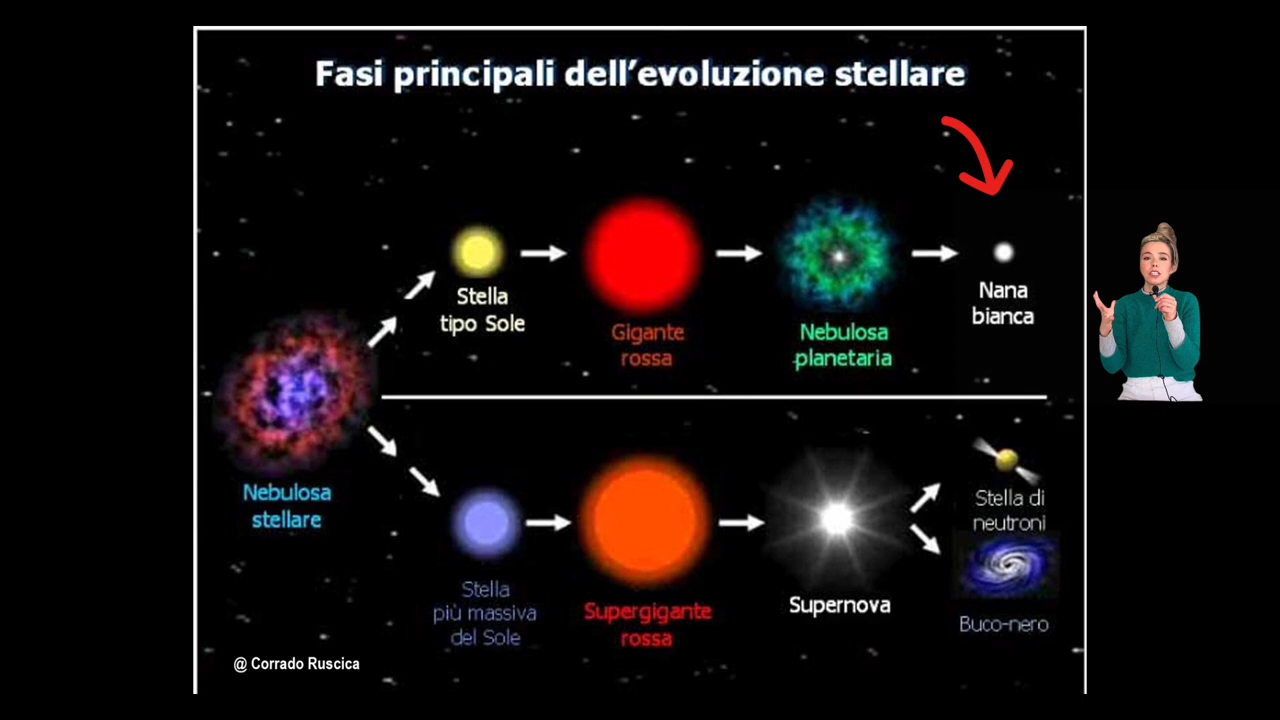 Fasi principali dell’evoluzione stellare
Stella
tipo Sole
Gigante
rossa
Nebulosa
planetaria
Nana
bianca
Nebulosa
stellare
Stella
più massiva
del Sole
Supergigante
rossa
Supernova
Stella di
neutroni
Buco-nero
@ Corrado Ruscica